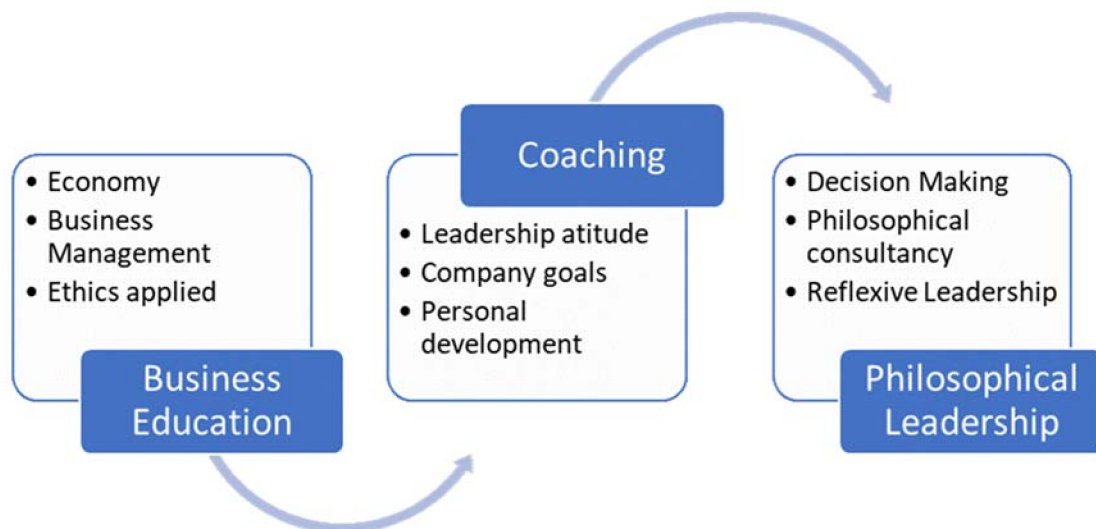 • Economy
• Business
Management
• Ethics applied
Business
Education
Coaching
• Leadership atitude
• Company goals
• Personal
development
• Decision Making
• Philosophical
consultancy
• Reflexive Leadership
Philosophical
Leadership